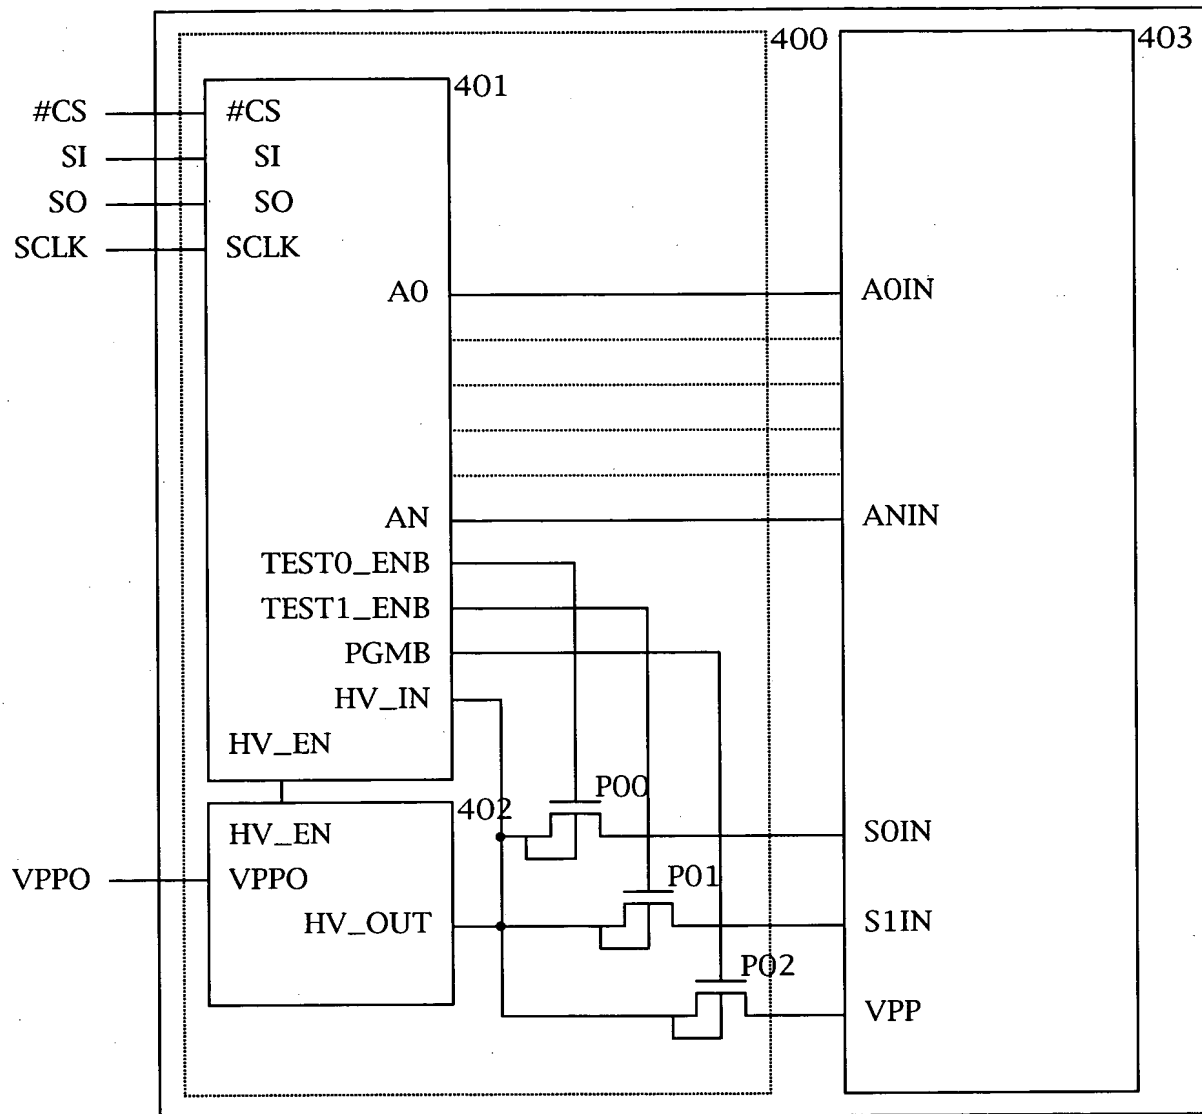 400
403
401
#CS
#CS
SI
SI
SO
SO
SCLK
SCLK
A0
A0IN
AN
ANIN
TEST0_ENB
TEST1_ENB
PGMB
HV_IN
HV_EN
P00
402
HV_EN
S0IN
VPPO
VPPO
P01
HV_OUT
S1IN
P02
VPP